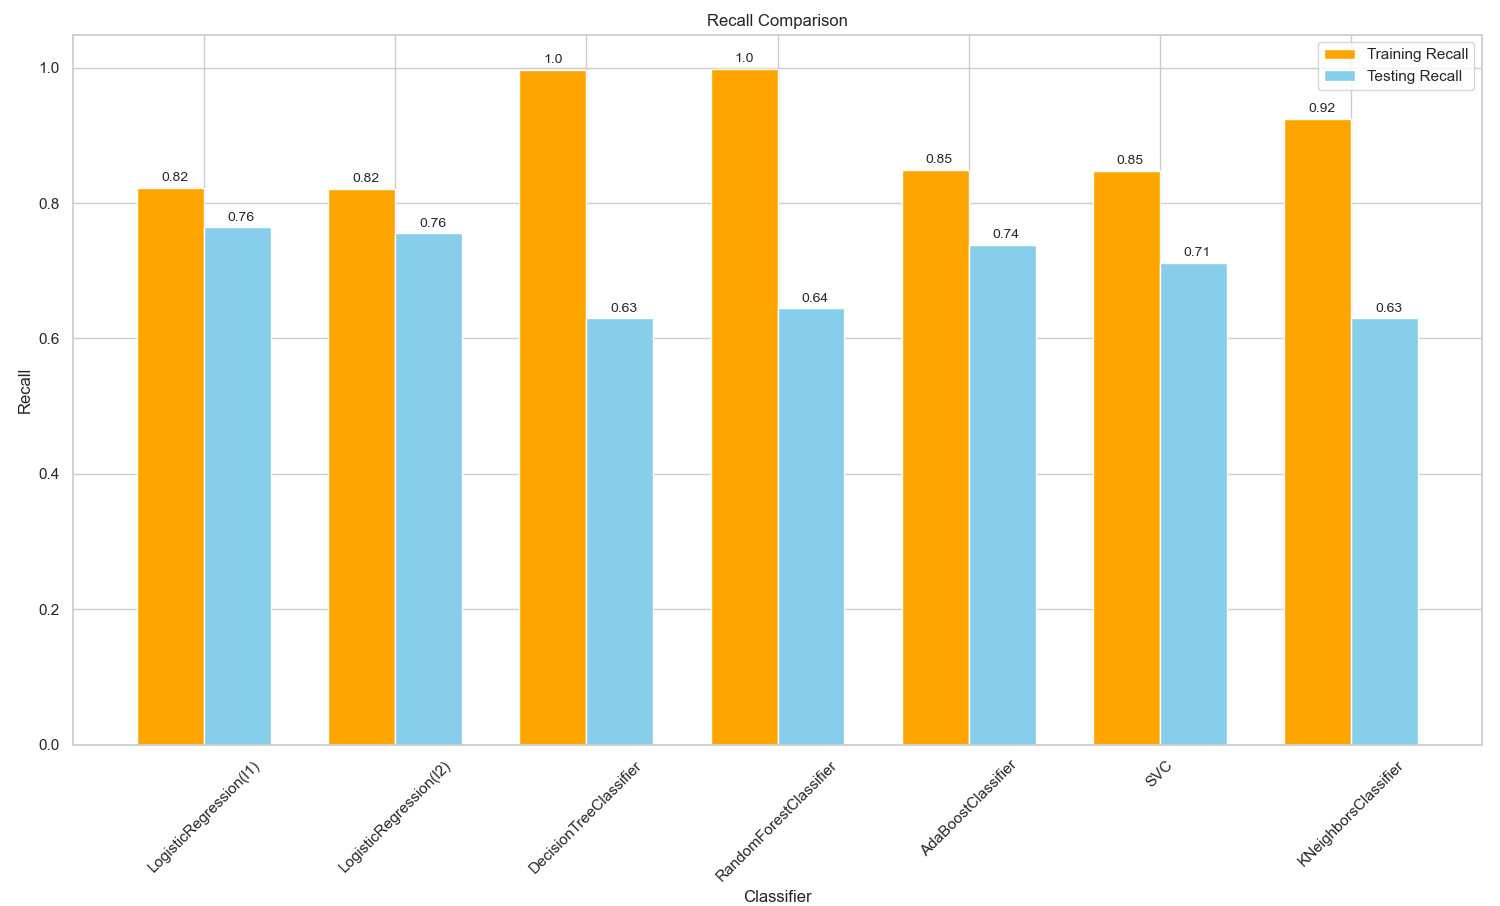 Recall Comparison
Training Recall
Testing Recall
1.0
0.8
0.6
0.4
0.2
0.0
Recall
0.82
0.76
0.82
0.76
1.0
0.63
1.0
0.64
0.85
0.74
0.85
0.71
0.92
0.63
LogisticRegression(l1)
LogisticRegression(l2)
DecisionTreeClassifier
RandomForestClassifier
AdaBoostClassifier
SVC
KNeighborsClassifier
Classifier